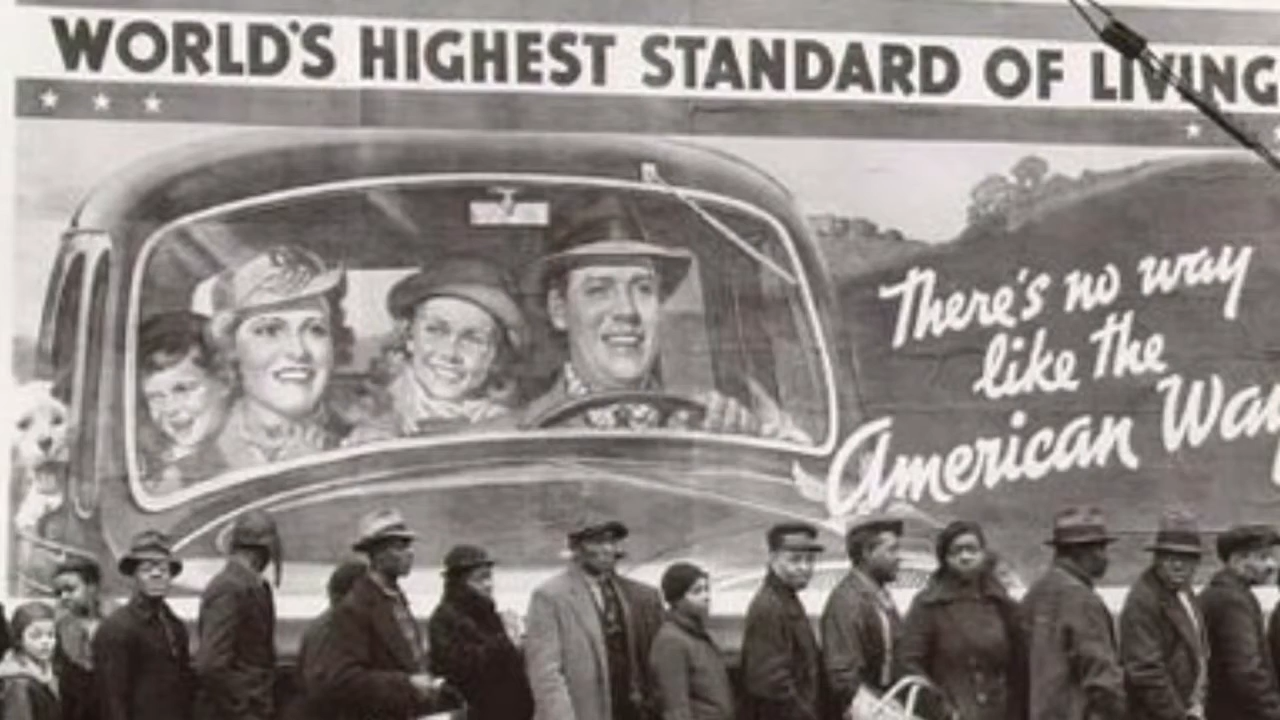 WORLD'S HIGHEST STANDARD OF LIVING
There's no way
like the
American Way